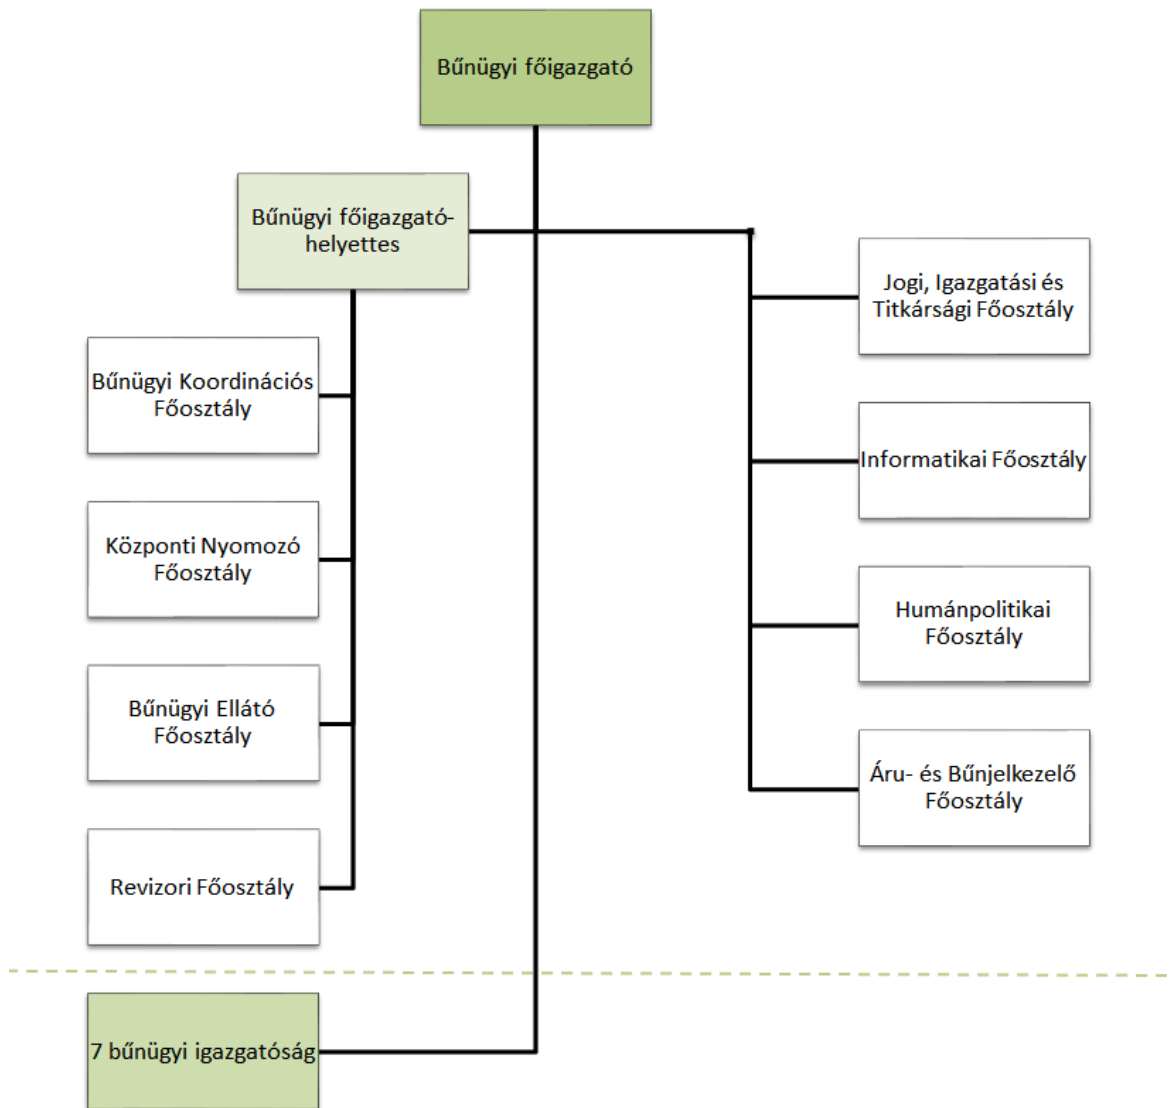 Bűnügyi főigazgató
Bűnügyi főigazgató-
helyettes
Bűnügyi Koordinációs
Főosztály
Központi Nyomozó
Főosztály
Bűnügyi Ellátó
Főosztály
Revizori Főosztály
Jogi, Igazgatási és
Titkársági Főosztály
Informatikai Főosztály
Humánpolitikai
Főosztály
Áru- és Bűnjelkezelő
Főosztály
7 bűnügyi igazgatóság